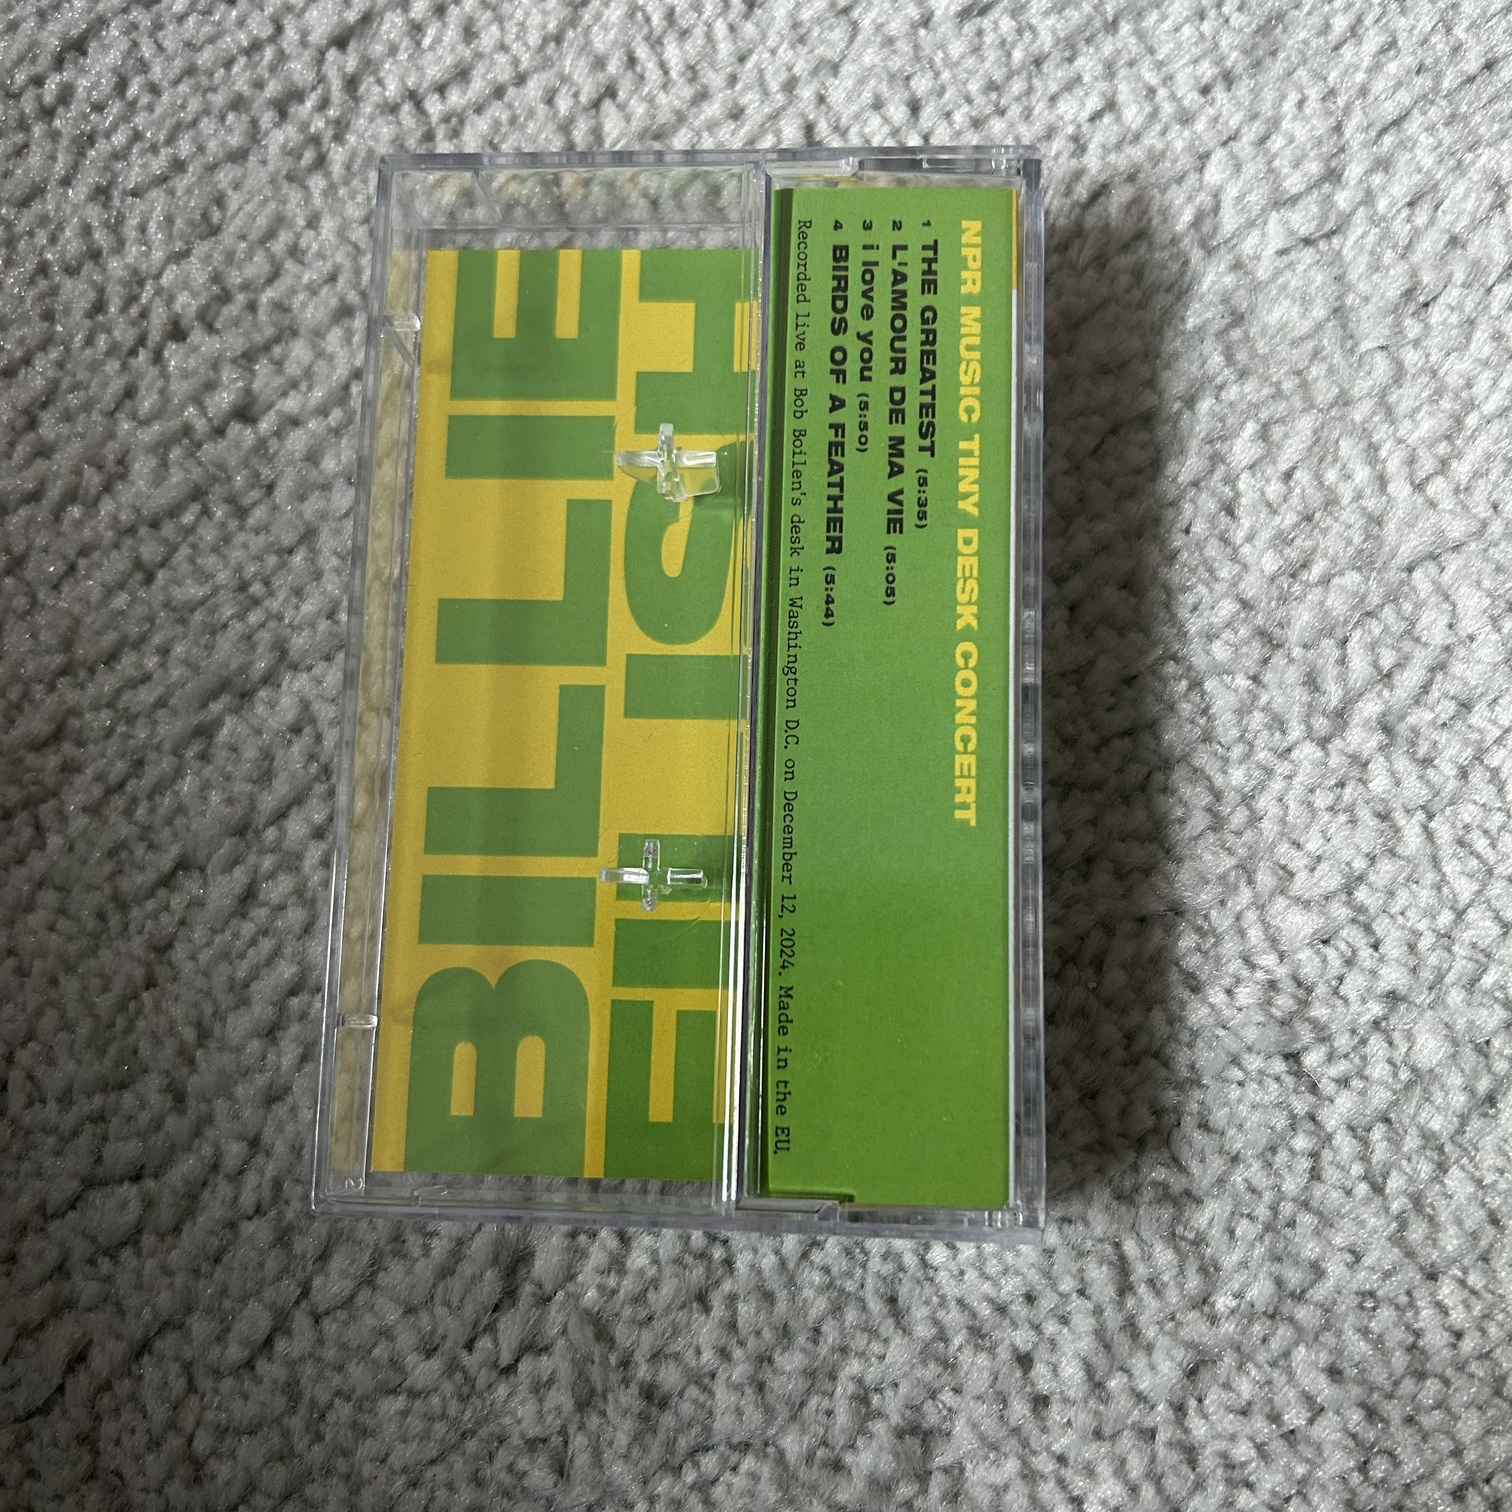 NPR MUSIC TINY DESK CONCERT
1 THE GREATEST (5:35)
2 L'AMOUR DE MA VIE (5:05)
3 i love you (5:50)
4 BIRDS OF A FEATHER (5:44)
Recorded live at Bob Boilen's desk in Washington D.C. on December 12, 2024. Made in the EU.
BILLIE
EILISH